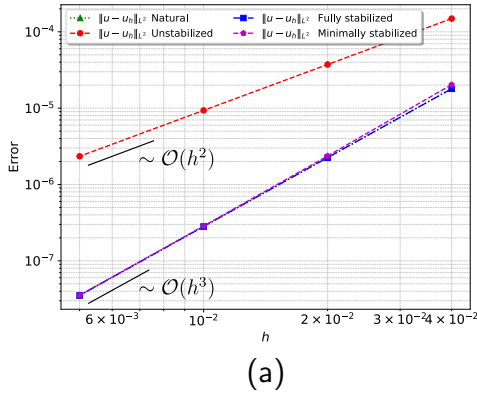 ‖u − u_h‖_{L²} Natural ‖u − u_h‖_{L²} Fully stabilized
‖u − u_h‖_{L²} Unstabilized ‖u − u_h‖_{L²} Minimally stabilized
10⁻⁴
10⁻⁵
10⁻⁶
10⁻⁷
Error
∼ 𝒪(h²)
∼ 𝒪(h³)
6 × 10⁻³ 10⁻² 2 × 10⁻² 3 × 10⁻² 4 × 10⁻²
h
(a)